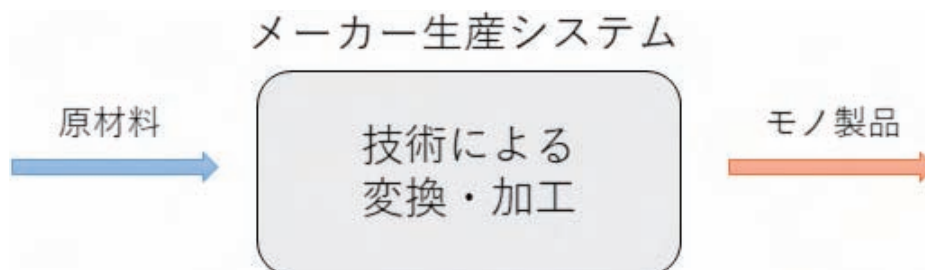 メーカー生産システム
原材料
技術による
変換・加工
モノ製品